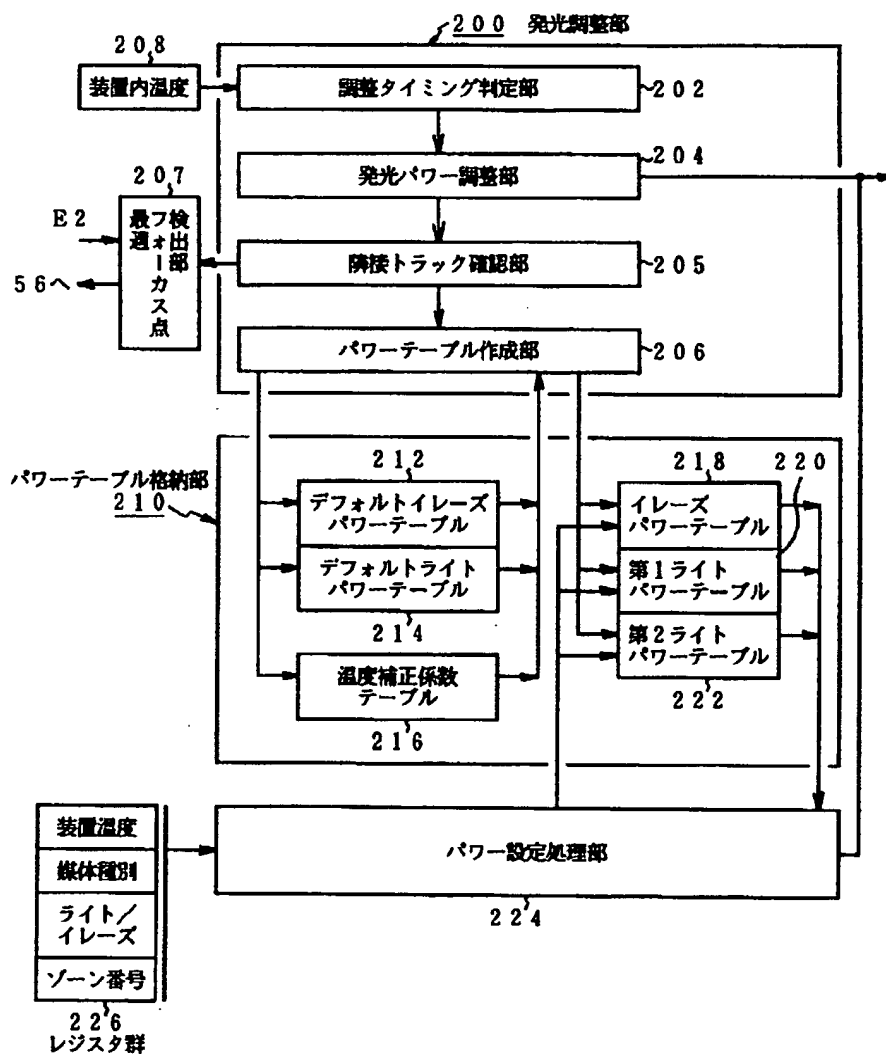 200 発光調整部
208
装置内温度
調整タイミング判定部
202
204
発光パワー調整部
207
E2
56へ
最適
フォーカス点
検出部
隣接トラック確認部
205
パワーテーブル作成部
206
パワーテーブル格納部
210
212
デフォルトイレーズ
パワーテーブル
デフォルトライト
パワーテーブル
214
温度補正係数
テーブル
216
218
220
イレーズ
パワーテーブル
第1ライト
パワーテーブル
第2ライト
パワーテーブル
222
装置温度
媒体種別
ライト/
イレーズ
ゾーン番号
226
レジスタ群
パワー設定処理部
224